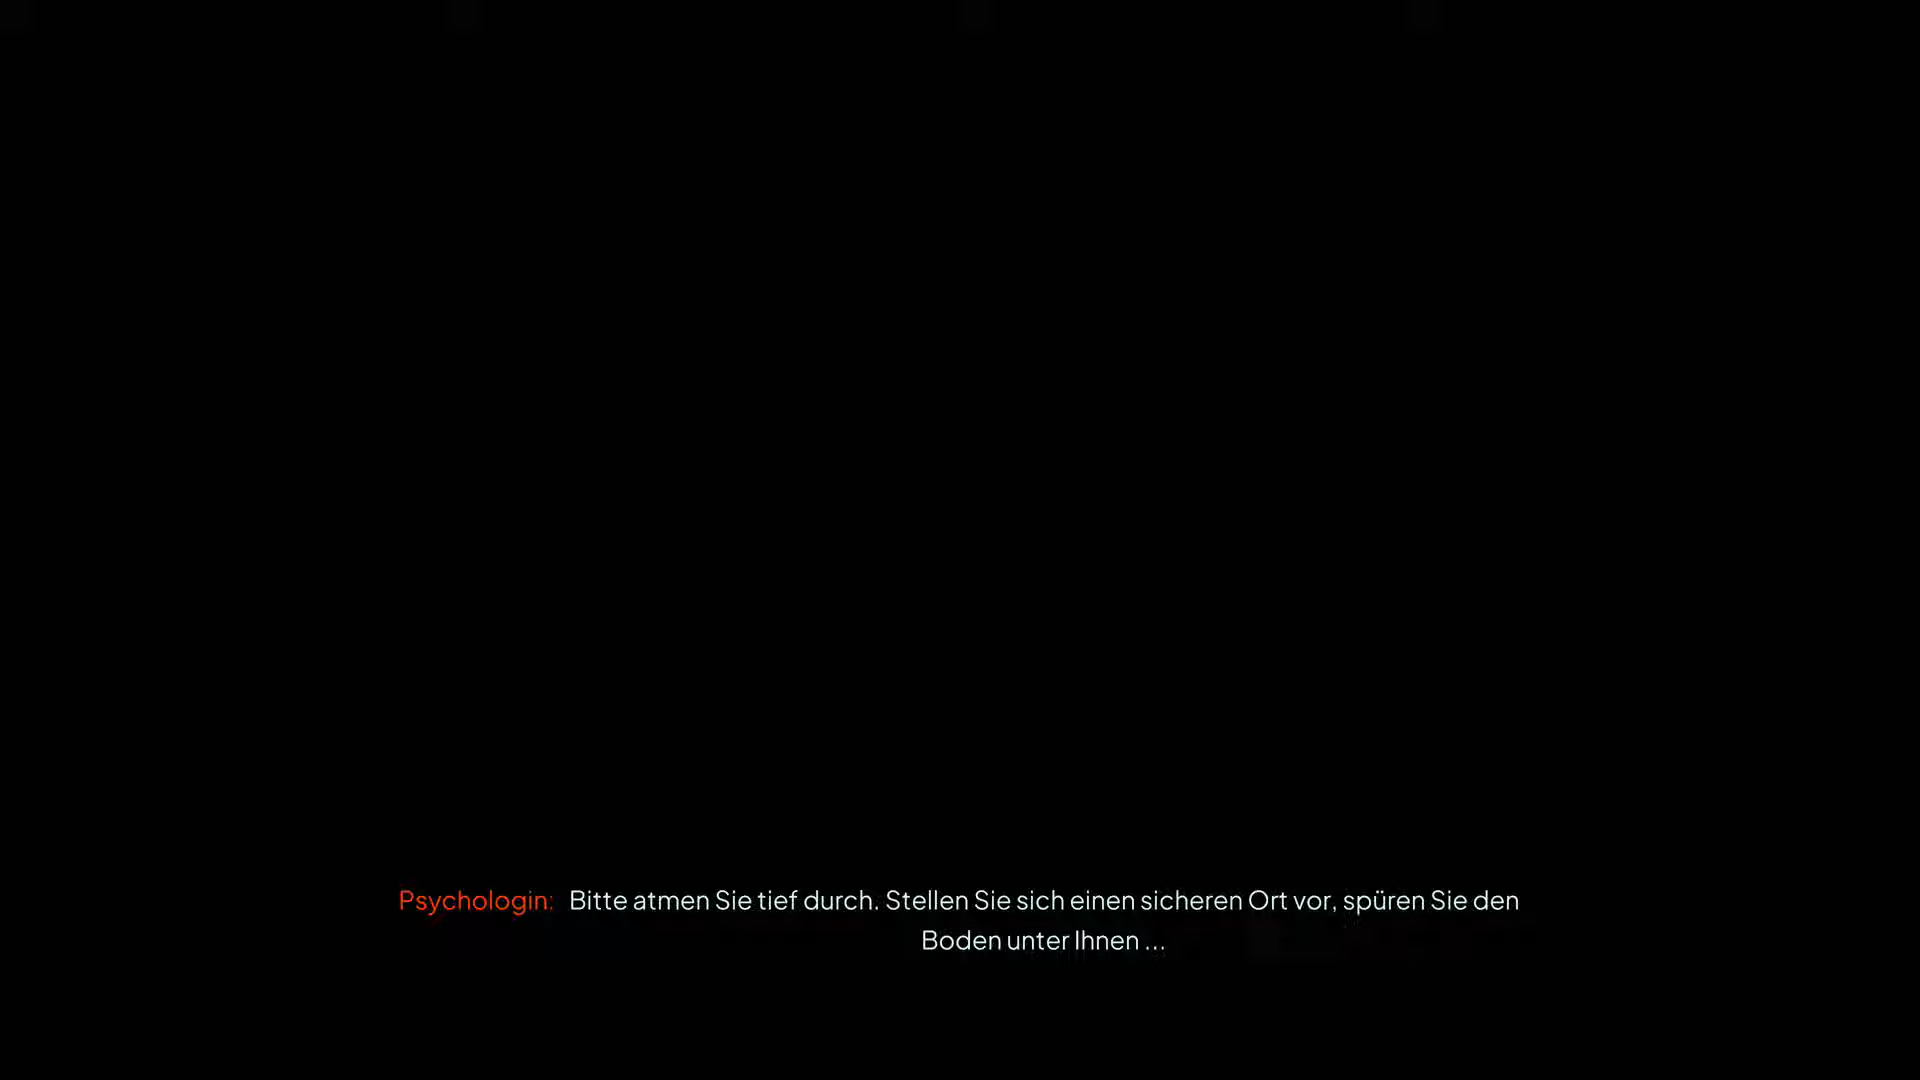 Psychologin: Bitte atmen Sie tief durch. Stellen Sie sich einen sicheren Ort vor, spüren Sie den
Boden unter Ihnen ...